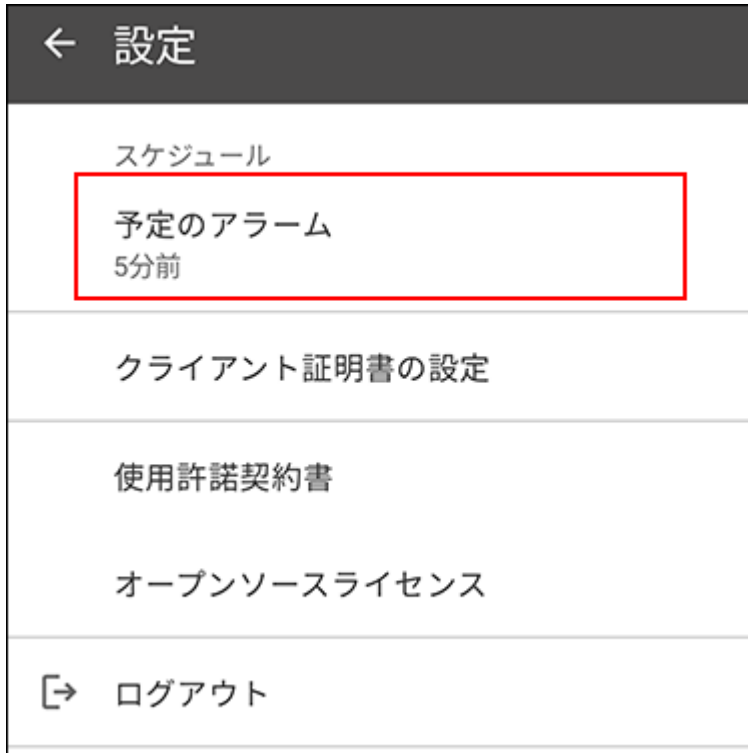 設定
スケジュール
予定のアラーム
5分前
クライアント証明書の設定
使用許諾契約書
オープンソースライセンス
ログアウト